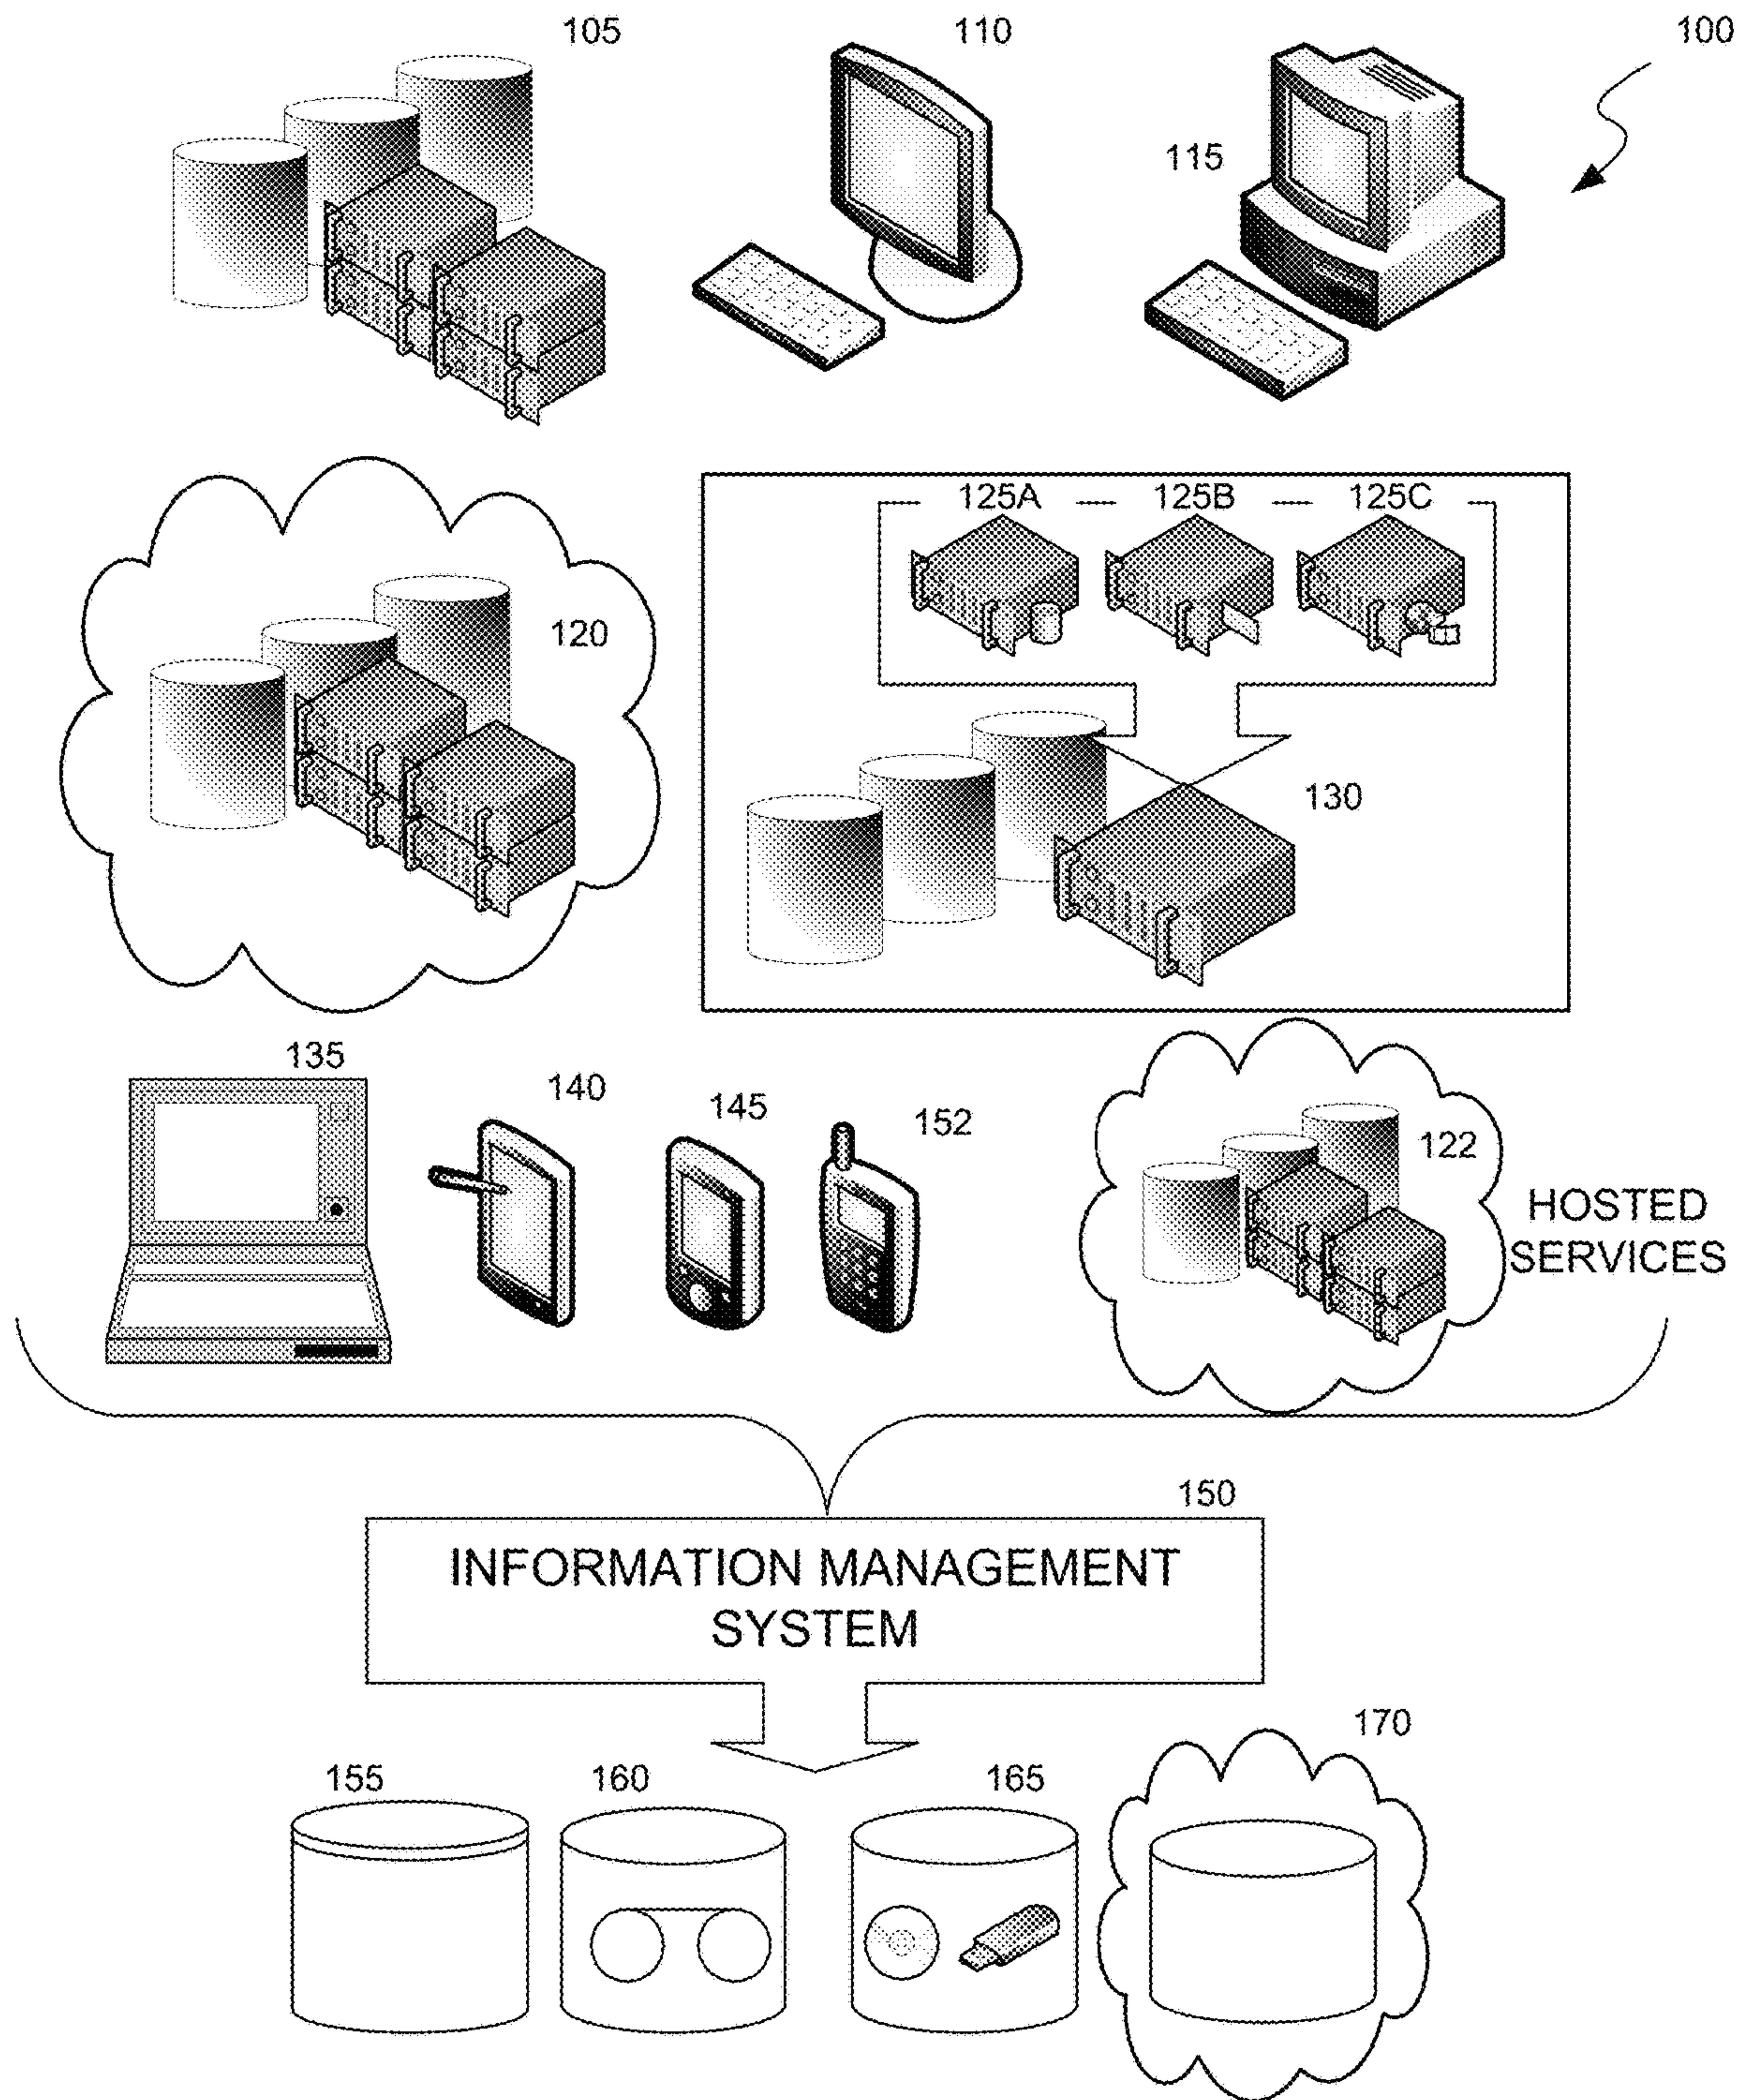 105
110
100
115
125A
125B
125C
120
130
135
140
145
152
122
HOSTED
SERVICES
150
INFORMATION MANAGEMENT
SYSTEM
170
155
160
165